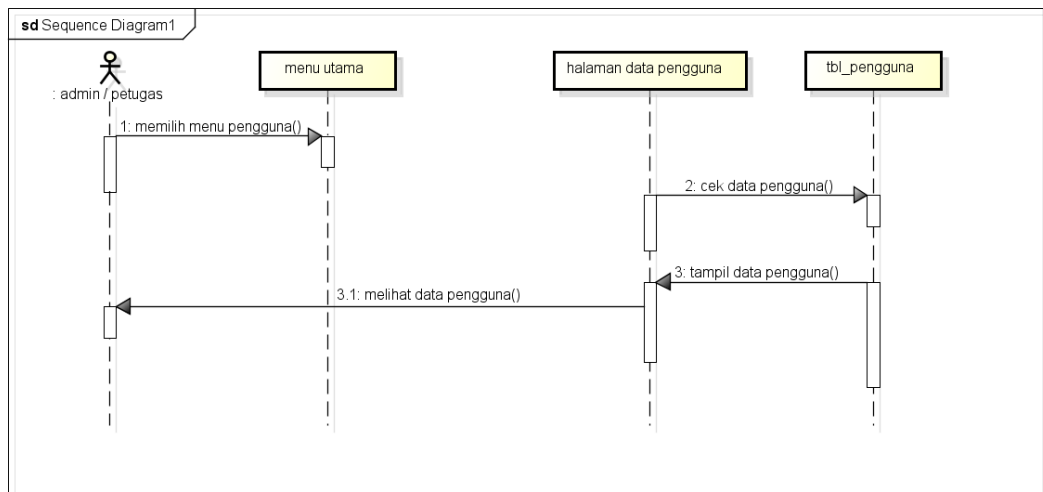 sd Sequence Diagram1
: admin / petugas
menu utama
halaman data pengguna
tbl_pengguna
1: memilih menu pengguna()
2: cek data pengguna()
3: tampil data pengguna()
3.1: melihat data pengguna()